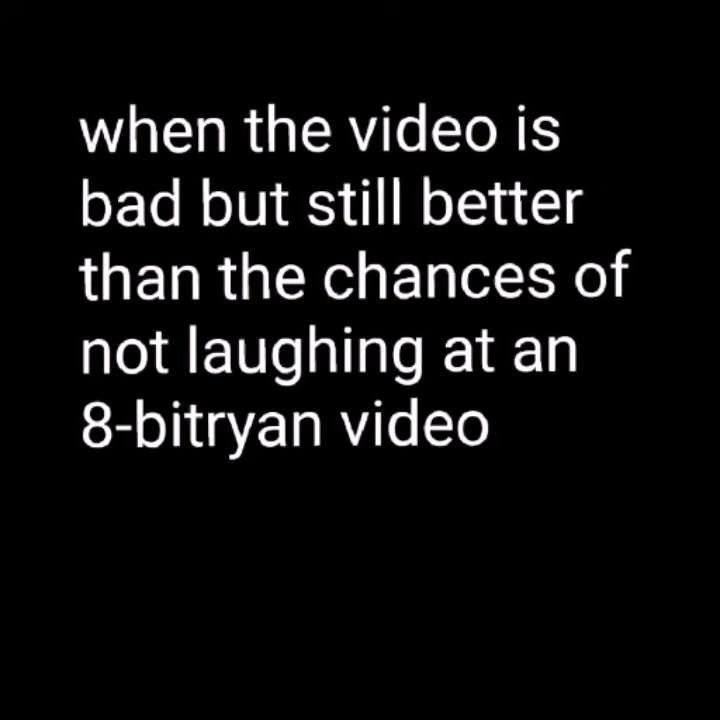 when the video is
bad but still better
than the chances of
not laughing at an
8-bitryan video